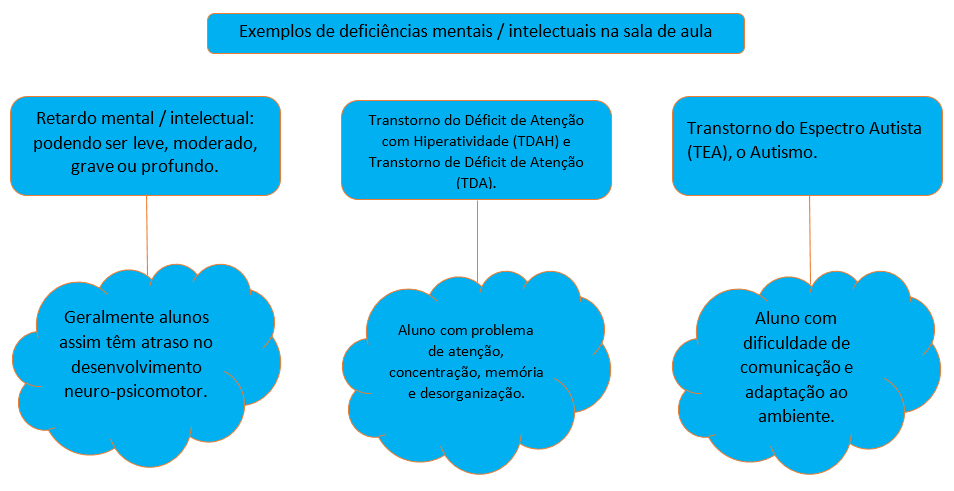 Exemplos de deficiências mentais / intelectuais na sala de aula
Retardo mental / intelectual:
podendo ser leve, moderado,
grave ou profundo.
Transtorno do Déficit de Atenção
com Hiperatividade (TDAH) e
Transtorno de Déficit de Atenção
(TDA).
Transtorno do Espectro Autista
(TEA), o Autismo.
Geralmente alunos
assim têm atraso no
desenvolvimento
neuro-psicomotor.
Aluno com problema
de atenção,
concentração, memória
e desorganização.
Aluno com
dificuldade de
comunicação e
adaptação ao
ambiente.